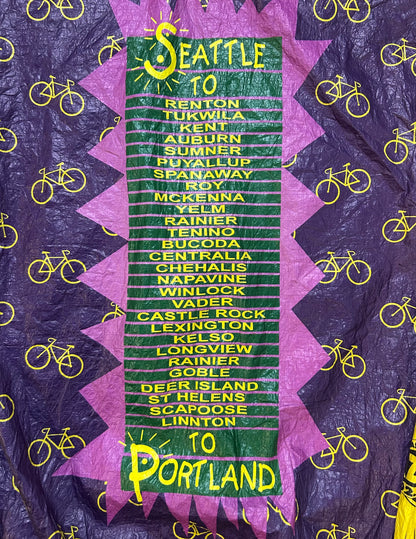 SEATTLE
TO
RENTON
TUKWILA
KENT
AUBURN
SUMNER
PUYALLUP
SPANAWAY
ROY
MCKENNA
YELM
RAINIER
TENINO
BUCODA
CENTRALIA
CHEHALIS
NAPAVINE
WINLOCK
VADER
CASTLE ROCK
LEXINGTON
KELSO
LONGVIEW
RAINIER
GOBLE
DEER ISLAND
ST HELENS
SCAPOOSE
LINNTON
TO
PORTLAND